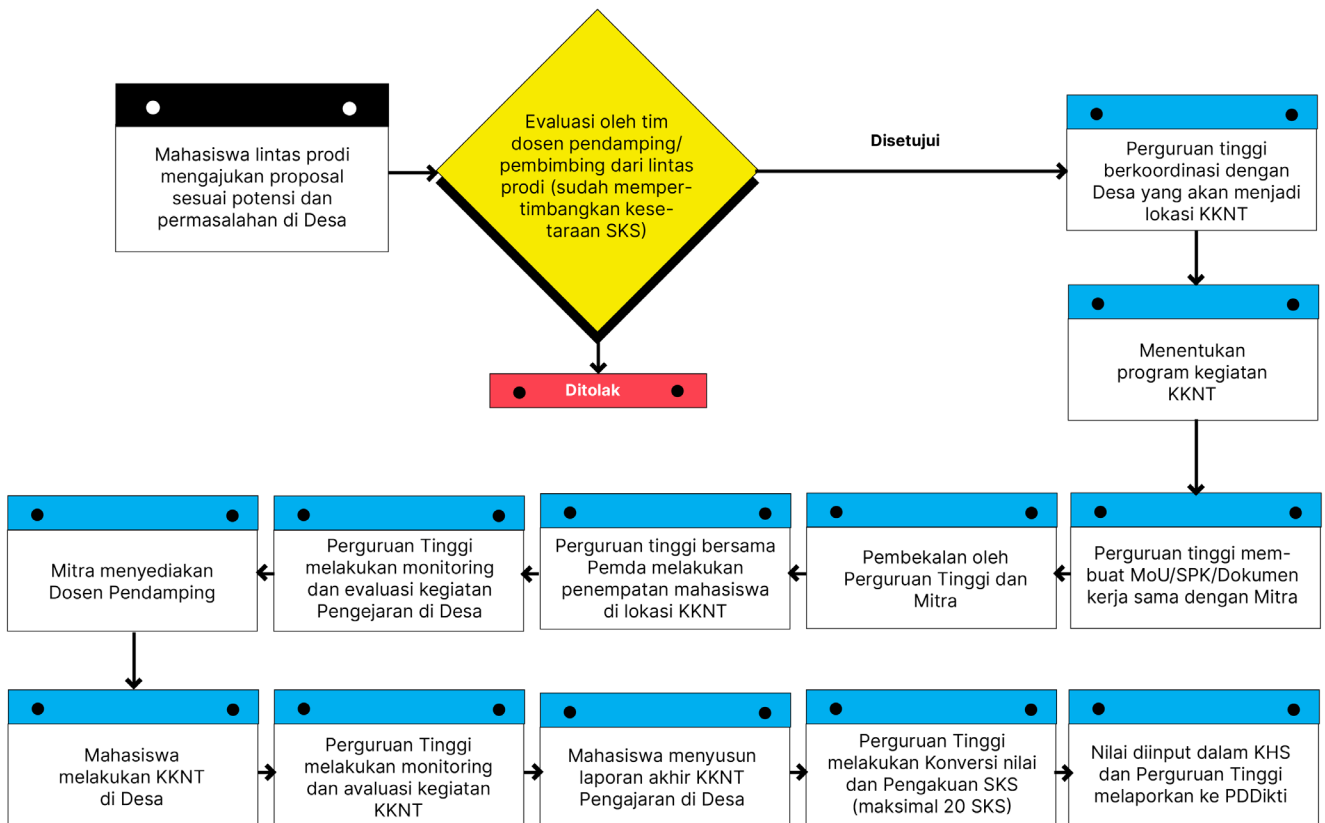 Mahasiswa lintas prodi
mengajukan proposal
sesuai potensi dan
permasalahan di Desa
Evaluasi oleh tim
dosen pendamping/
pembimbing dari lintas
prodi (sudah memper-
timbangkan kese-
taraan SKS)
Disetujui
Ditolak
Perguruan tinggi
berkoordinasi dengan
Desa yang akan menjadi
lokasi KKNT
Menentukan
program kegiatan
KKNT
Perguruan tinggi mem-
buat MoU/SPK/Dokumen
kerja sama dengan Mitra
Pembekalan oleh
Perguruan Tinggi dan
Mitra
Perguruan tinggi bersama
Pemda melakukan
penempatan mahasiswa
di lokasi KKNT
Perguruan Tinggi
melakukan monitoring
dan evaluasi kegiatan
Pengejaran di Desa
Mitra menyediakan
Dosen Pendamping
Mahasiswa
melakukan KKNT
di Desa
Perguruan Tinggi
melakukan monitoring
dan avaluasi kegiatan
KKNT
Mahasiswa menyusun
laporan akhir KKNT
Pengajaran di Desa
Perguruan Tinggi
melakukan Konversi nilai
dan Pengakuan SKS
(maksimal 20 SKS)
Nilai diinput dalam KHS
dan Perguruan Tinggi
melaporkan ke PDDikti